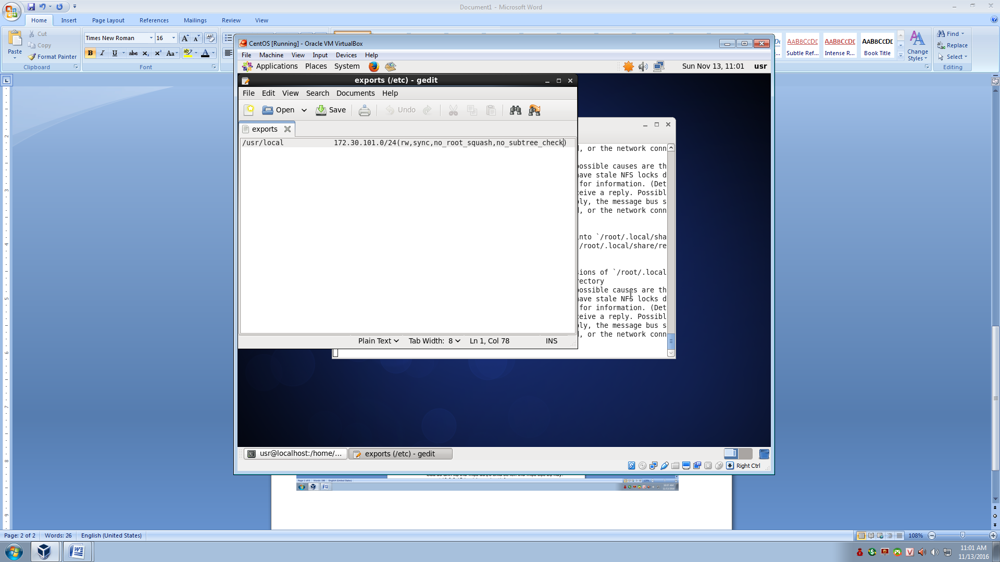 Document1 - Microsoft Word
Home Insert Page Layout References Mailings Review View
Cut
Copy
Format Painter
Paste
Clipboard
Times New Roman 16
Font
AABBCCDE AABBCCDE AABBCCDE
Subtle Ref... Intense R... Book Title
Change Styles
Find
Replace
Select
Editing
CentOS [Running] - Oracle VM VirtualBox
File Machine View Input Devices Help
Applications Places System Sun Nov 13, 11:01 usr
exports (/etc) - gedit
File Edit View Search Documents Help
Open Save Undo
exports
/usr/local 172.30.101.0/24(rw,sync,no_root_squash,no_subtree_check)
, or the network conn
ossible causes are th
ave stale NFS locks d
for information. (Det
ceive a reply. Possibl
ly, the message bus s
, or the network conn
nto `/root/.local/sha
/root/.local/share/re
ions of `/root/.local
rectory
ossible causes are th
ave stale NFS locks d
for information. (Det
ceive a reply. Possibl
ly, the message bus s
, or the network conn
Plain Text Tab Width: 8 Ln 1, Col 78 INS
usr@localhost:/home/... exports (/etc) - gedit
Right Ctrl
Page: 2 of 2 Words: 26 English (United States) 108%
11:01 AM
11/13/2016